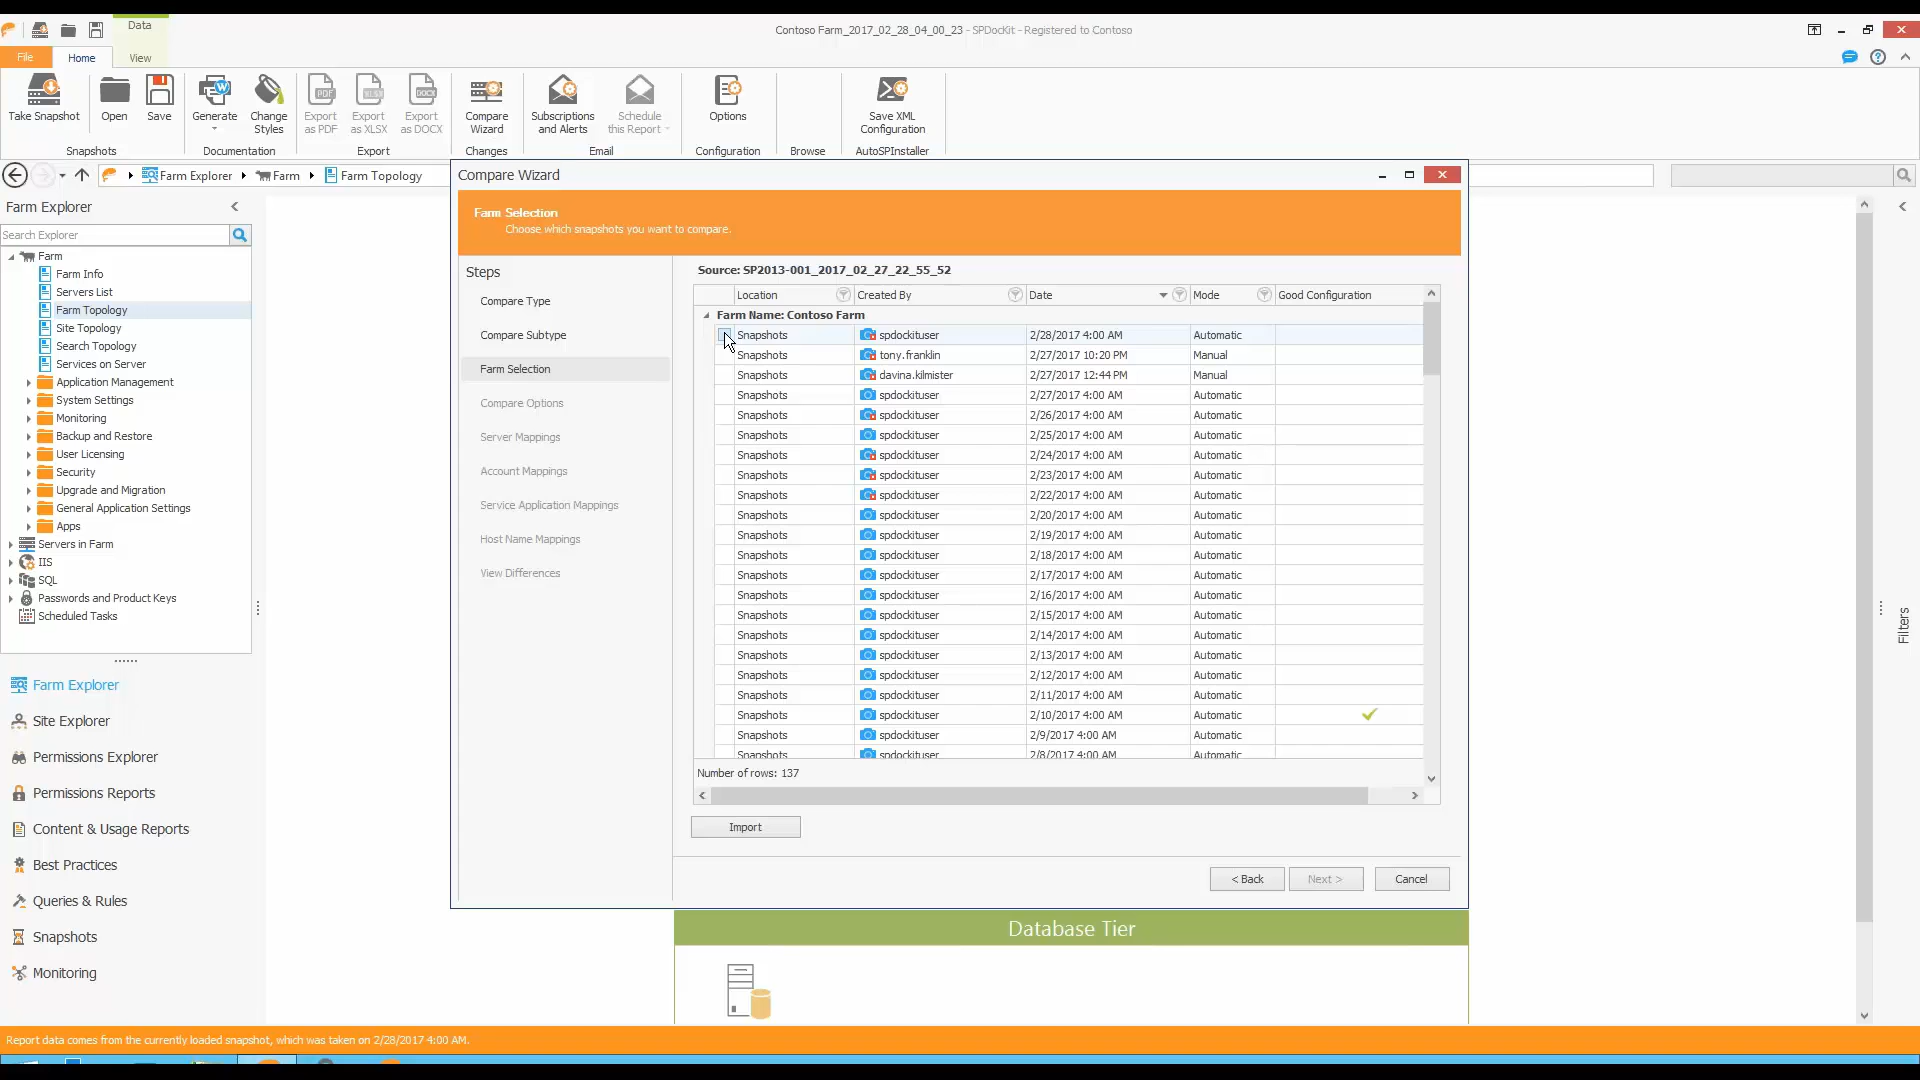 Data
Contoso Farm_2017_02_28_04_00_23 - SPDocKit - Registered to Contoso
File
Home
View
Take Snapshot
Open
Save
Generate
Change
Styles
Export
as PDF
Export
as XLSX
Export
as DOCX
Compare
Wizard
Subscriptions
and Alerts
Schedule
this Report
Options
Save XML
Configuration
Snapshots
Documentation
Export
Changes
Email
Configuration
Browse
AutoSPInstaller
Farm Explorer
Farm
Farm Topology
Farm Explorer
Search Explorer
Farm
Farm Info
Servers List
Farm Topology
Site Topology
Search Topology
Services on Server
Application Management
System Settings
Monitoring
Backup and Restore
User Licensing
Security
Upgrade and Migration
General Application Settings
Apps
Servers in Farm
IIS
SQL
Passwords and Product Keys
Scheduled Tasks
Farm Explorer
Site Explorer
Permissions Explorer
Permissions Reports
Content & Usage Reports
Best Practices
Queries & Rules
Snapshots
Monitoring
Compare Wizard
Farm Selection
Choose which snapshots you want to compare.
Steps
Compare Type
Compare Subtype
Farm Selection
Compare Options
Server Mappings
Account Mappings
Service Application Mappings
Host Name Mappings
View Differences
Source: SP2013-001_2017_02_27_22_55_52
Location Created By Date Mode Good Configuration
Farm Name: Contoso Farm
Snapshots spdockituser 2/28/2017 4:00 AM Automatic
Snapshots tony.franklin 2/27/2017 10:20 PM Manual
Snapshots davina.kilmister 2/27/2017 12:44 PM Manual
Snapshots spdockituser 2/27/2017 4:00 AM Automatic
Snapshots spdockituser 2/26/2017 4:00 AM Automatic
Snapshots spdockituser 2/25/2017 4:00 AM Automatic
Snapshots spdockituser 2/24/2017 4:00 AM Automatic
Snapshots spdockituser 2/23/2017 4:00 AM Automatic
Snapshots spdockituser 2/22/2017 4:00 AM Automatic
Snapshots spdockituser 2/20/2017 4:00 AM Automatic
Snapshots spdockituser 2/19/2017 4:00 AM Automatic
Snapshots spdockituser 2/18/2017 4:00 AM Automatic
Snapshots spdockituser 2/17/2017 4:00 AM Automatic
Snapshots spdockituser 2/16/2017 4:00 AM Automatic
Snapshots spdockituser 2/15/2017 4:00 AM Automatic
Snapshots spdockituser 2/14/2017 4:00 AM Automatic
Snapshots spdockituser 2/13/2017 4:00 AM Automatic
Snapshots spdockituser 2/12/2017 4:00 AM Automatic
Snapshots spdockituser 2/11/2017 4:00 AM Automatic
Snapshots spdockituser 2/10/2017 4:00 AM Automatic
Snapshots spdockituser 2/9/2017 4:00 AM Automatic
Snapshots spdockituser 2/8/2017 4:00 AM Automatic
Number of rows: 137
Import
< Back
Next >
Cancel
Filters
Database Tier
Report data comes from the currently loaded snapshot, which was taken on 2/28/2017 4:00 AM.